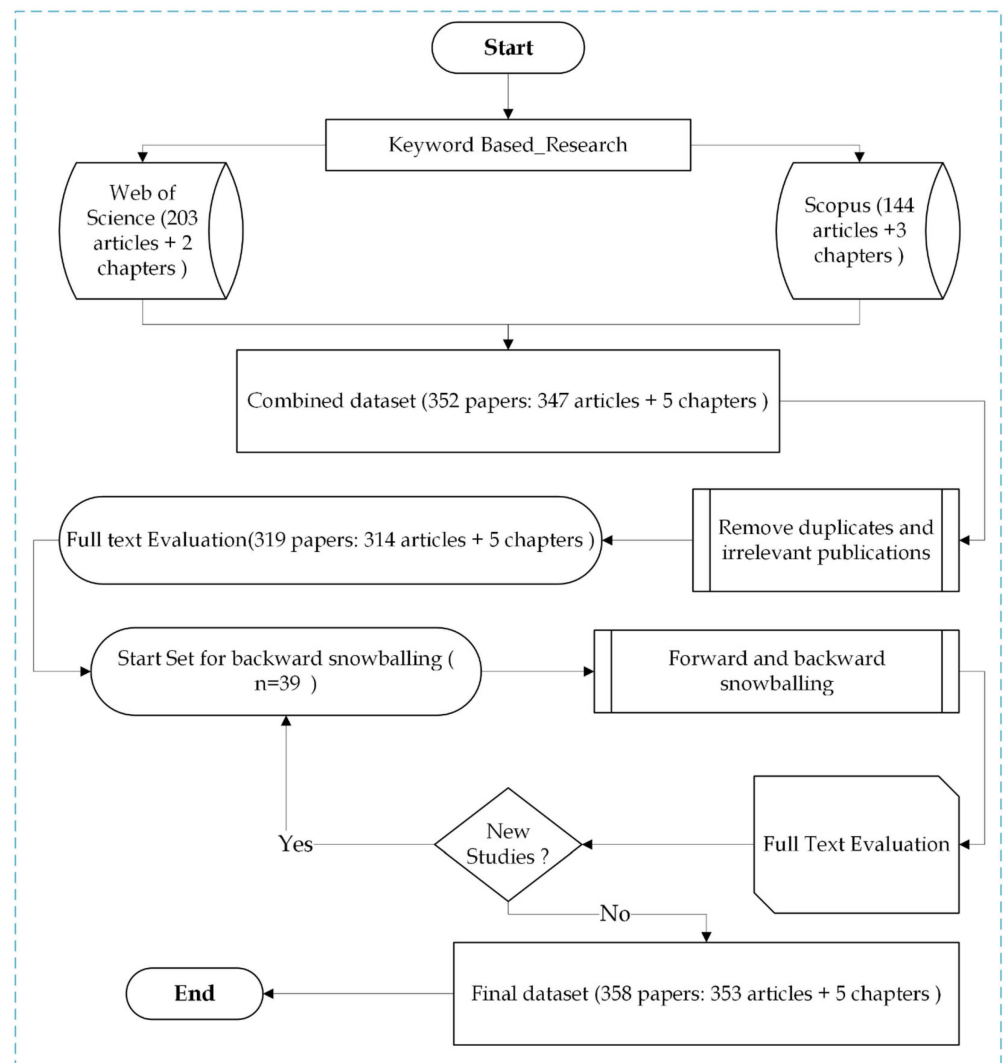 Start
Keyword Based_Research
Web of
Science (203
articles + 2
chapters )
Scopus (144
articles +3
chapters )
Combined dataset (352 papers: 347 articles + 5 chapters )
Remove duplicates and
irrelevant publications
Full text Evaluation(319 papers: 314 articles + 5 chapters )
Start Set for backward snowballing (
n=39 )
Forward and backward
snowballing
Full Text Evaluation
New
Studies ?
Yes
No
Final dataset (358 papers: 353 articles + 5 chapters )
End